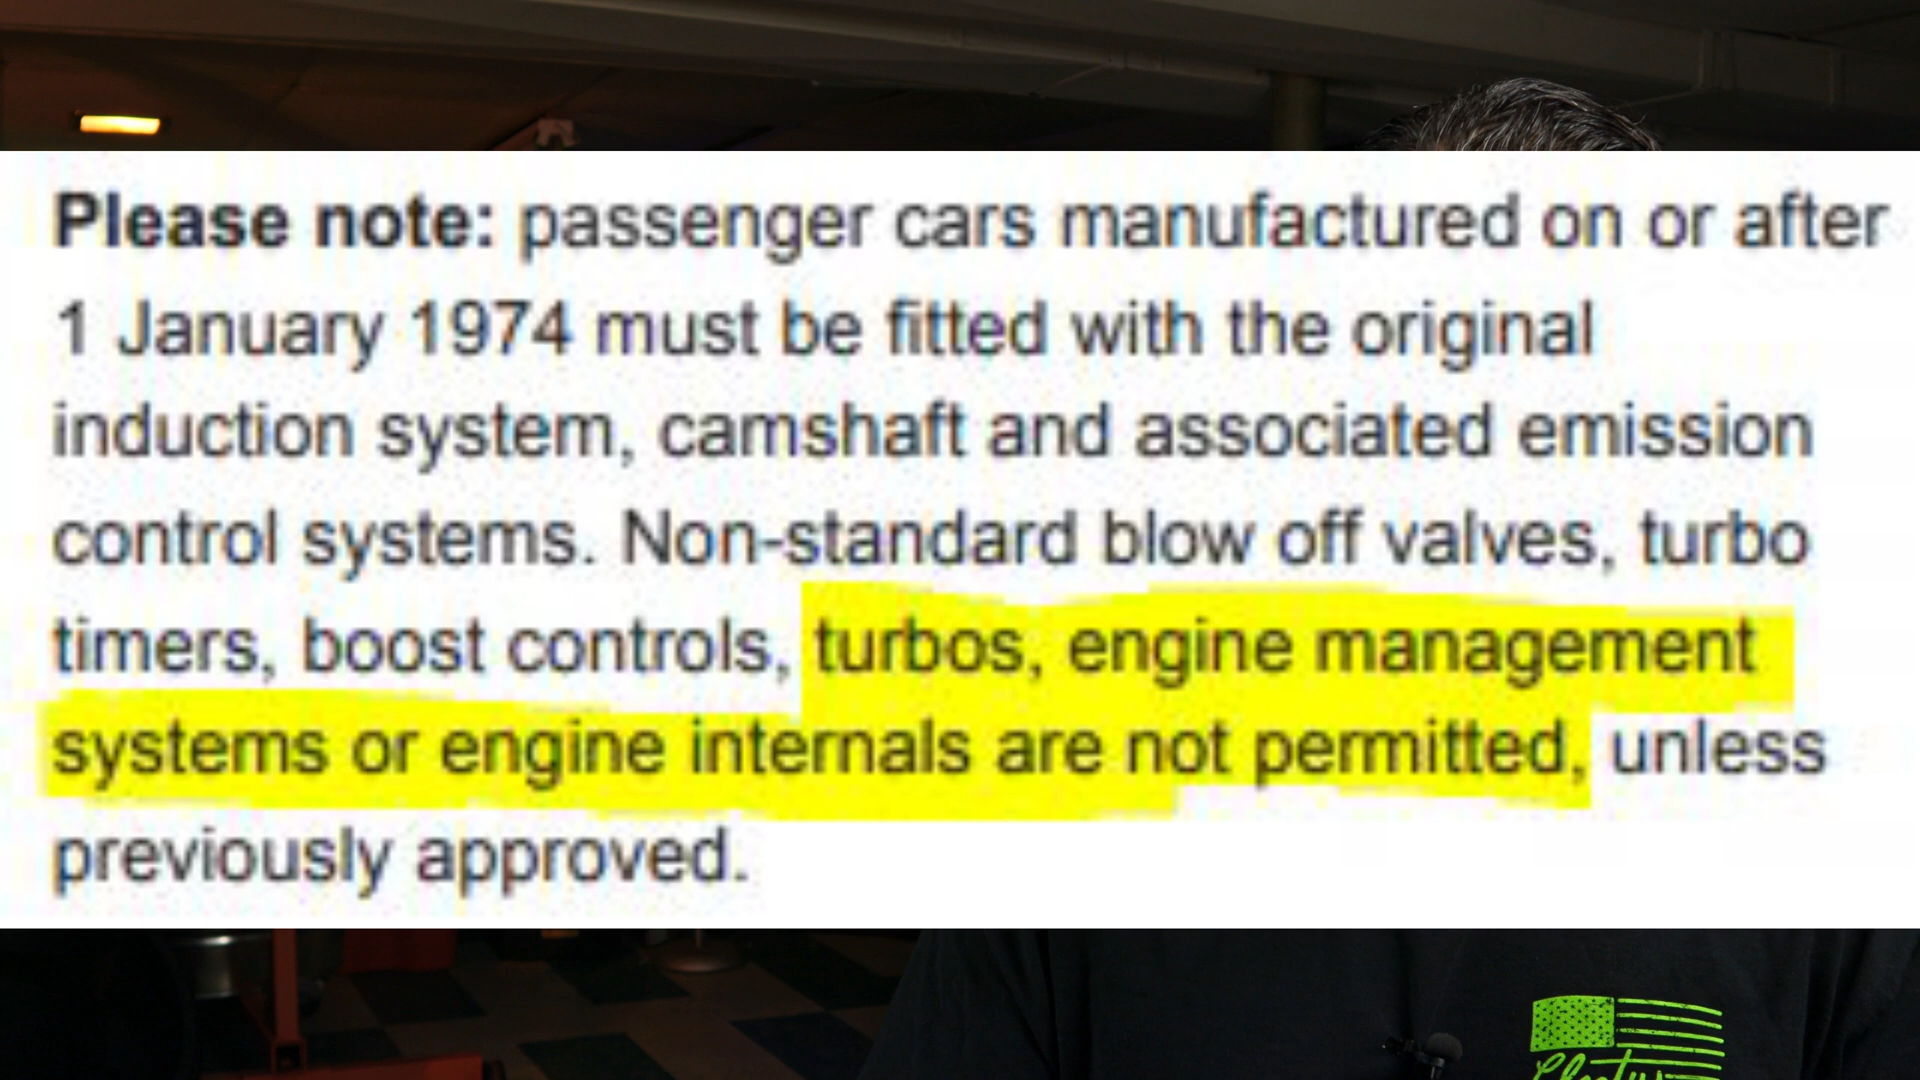 Please note: passenger cars manufactured on or after
1 January 1974 must be fitted with the original
induction system, camshaft and associated emission
control systems. Non-standard blow off valves, turbo
timers, boost controls, turbos, engine management
systems or engine internals are not permitted, unless
previously approved.